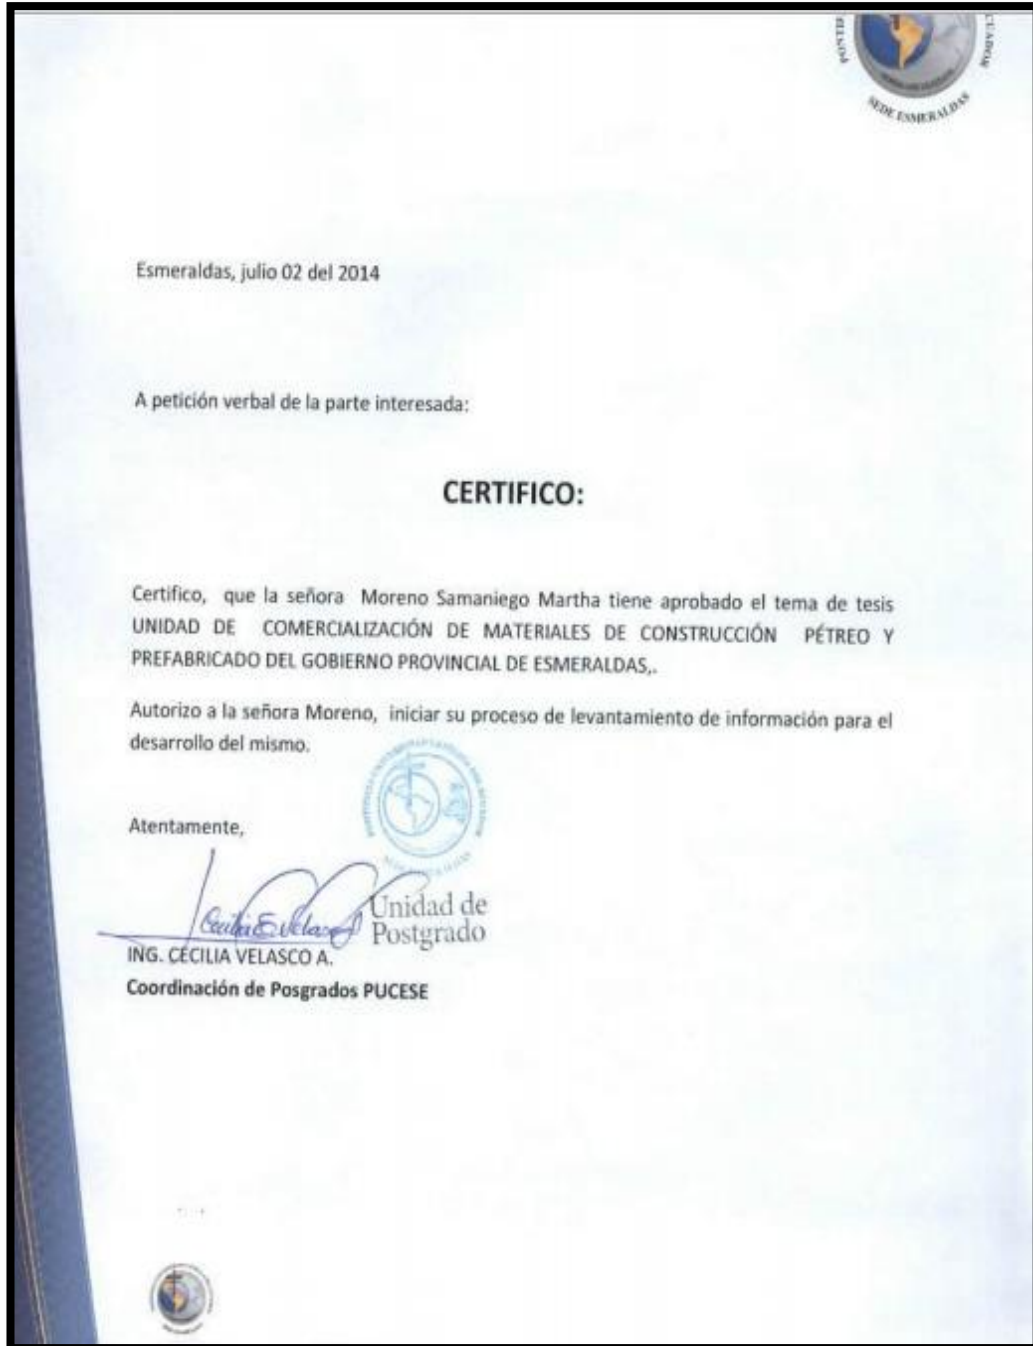 SEDE ESMERALDAS
Esmeraldas, julio 02 del 2014
A petición verbal de la parte interesada:
CERTIFICO:
Certifico, que la señora Moreno Samaniego Martha tiene aprobado el tema de tesis
UNIDAD DE COMERCIALIZACIÓN DE MATERIALES DE CONSTRUCCIÓN PÉTREO Y
PREFABRICADO DEL GOBIERNO PROVINCIAL DE ESMERALDAS,.
Autorizo a la señora Moreno, iniciar su proceso de levantamiento de información para el
desarrollo del mismo.
Atentamente,
Unidad de
Postgrado
Cecilia E. Velasco
ING. CECILIA VELASCO A.
Coordinación de Posgrados PUCESE